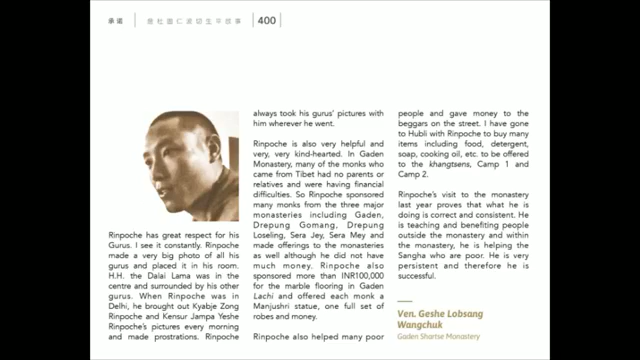 承诺
400
Rinpoche has great respect for his
Gurus. I see it constantly. Rinpoche
made a very big photo of all his
gurus and placed it in his room.
H.H. the Dalai Lama was in the
centre and surrounded by his other
gurus. When Rinpoche was in
Delhi, he brought out Kyabje Zong
Rinpoche and Kensur Jampa Yeshe
Rinpoche's pictures every morning
and made prostrations. Rinpoche
always took his gurus' pictures with
him wherever he went.
Rinpoche is also very helpful and
very, very kind-hearted. In Gaden
Monastery, many of the monks who
came from Tibet had no parents or
relatives and were having financial
difficulties. So Rinpoche sponsored
many monks from the three major
monasteries including Gaden,
Drepung Gomang, Drepung
Loseling, Sera Jey, Sera Mey and
made offerings to the monasteries
as well although he did not have
much money. Rinpoche also
sponsored more than INR100,000
for the marble flooring in Gaden
Lachi and offered each monk a
Manjushri statue, one full set of
robes and money.
Rinpoche also helped many poor
people and gave money to the
beggars on the street. I have gone
to Hubli with Rinpoche to buy many
items including food, detergent,
soap, cooking oil, etc. to be offered
to the khangtsens, Camp 1 and
Camp 2.
Rinpoche's visit to the monastery
last year proves that what he is
doing is correct and consistent. He
is teaching and benefiting people
outside the monastery and within
the monastery, he is helping the
Sangha who are poor. He is very
persistent and therefore he is
successful.
Ven. Geshe Lobsang
Wangchuk
Gaden Shartse Monastery